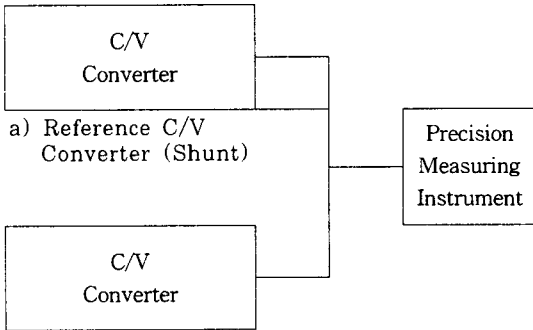 C/V
Converter
a) Reference C/V
Converter (Shunt)
Precision
Measuring
Instrument
C/V
Converter